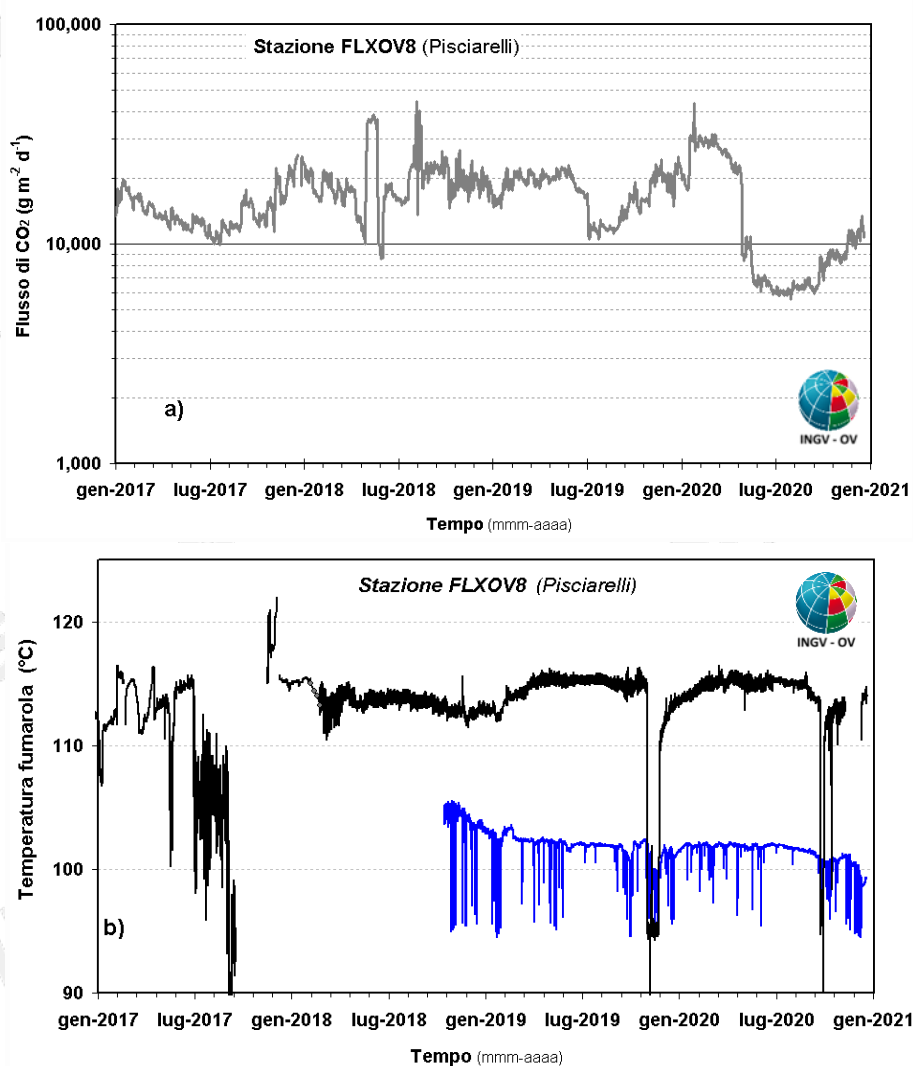 100,000
Stazione FLXOV8 (Pisciarelli)
Flusso di CO₂ (g m⁻² d⁻¹)
10,000
a)
INGV - OV
1,000
gen-2017 lug-2017 gen-2018 lug-2018 gen-2019 lug-2019 gen-2020 lug-2020 gen-2021
Tempo (mmm-aaaa)
Stazione FLXOV8 (Pisciarelli)
120
INGV - OV
Temperatura fumarola (°C)
110
100
b)
90
gen-2017 lug-2017 gen-2018 lug-2018 gen-2019 lug-2019 gen-2020 lug-2020 gen-2021
Tempo (mmm-aaaa)